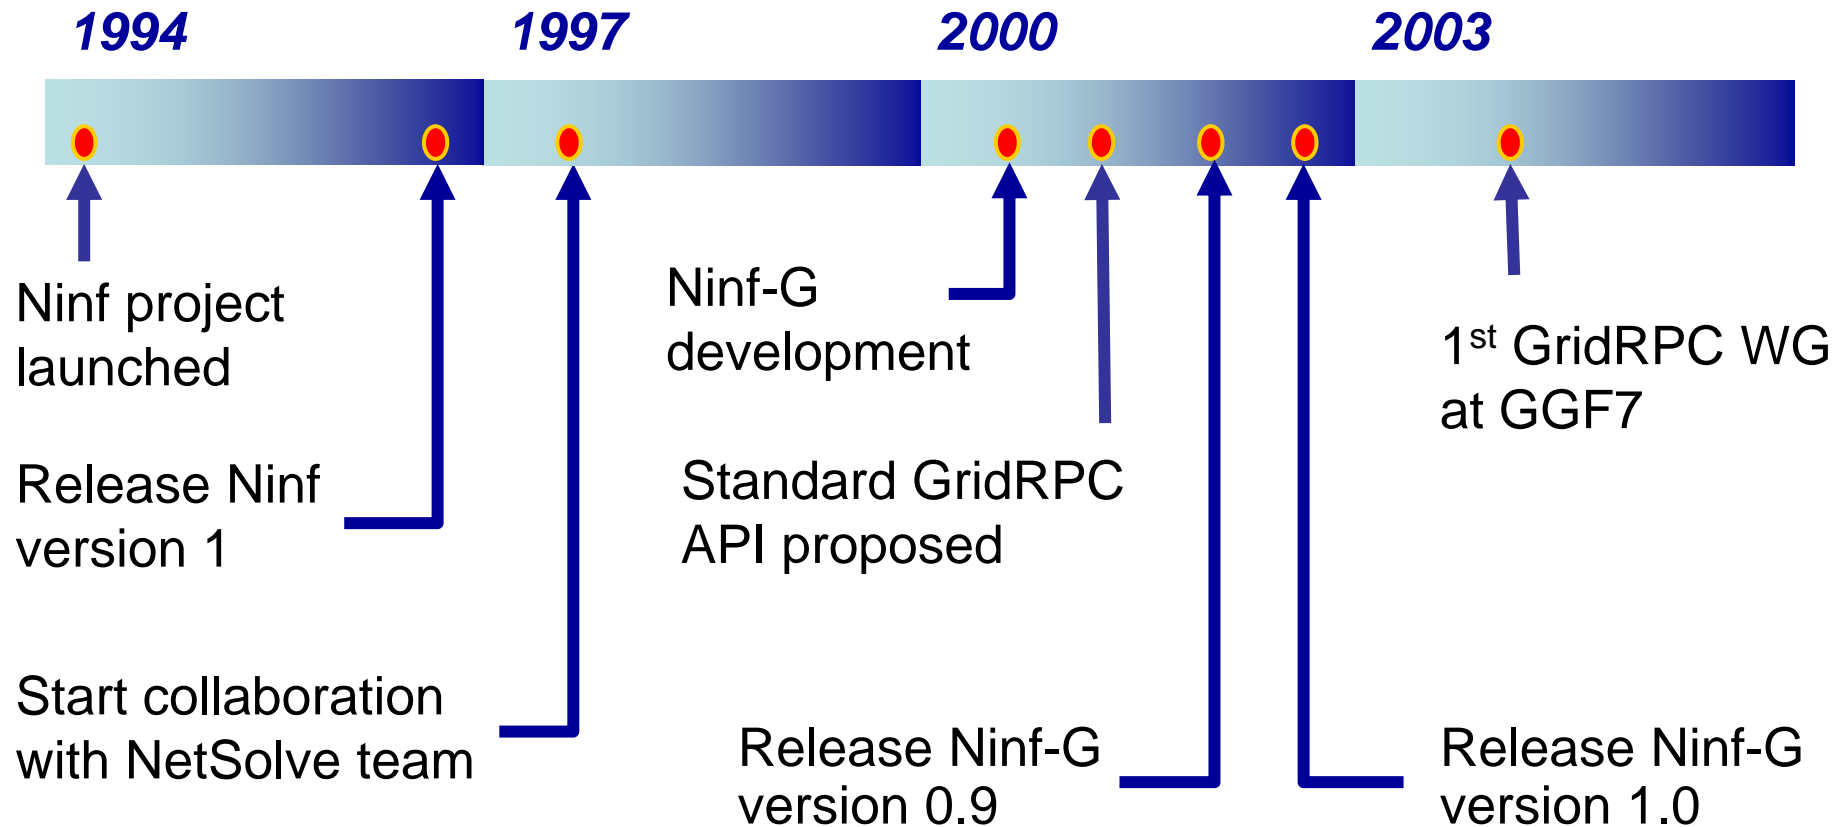 1994
1997
2000
2003
Ninf project
launched
Release Ninf
version 1
Start collaboration
with NetSolve team
Ninf-G
development
Standard GridRPC
API proposed
Release Ninf-G
version 0.9
1st GridRPC WG
at GGF7
Release Ninf-G
version 1.0